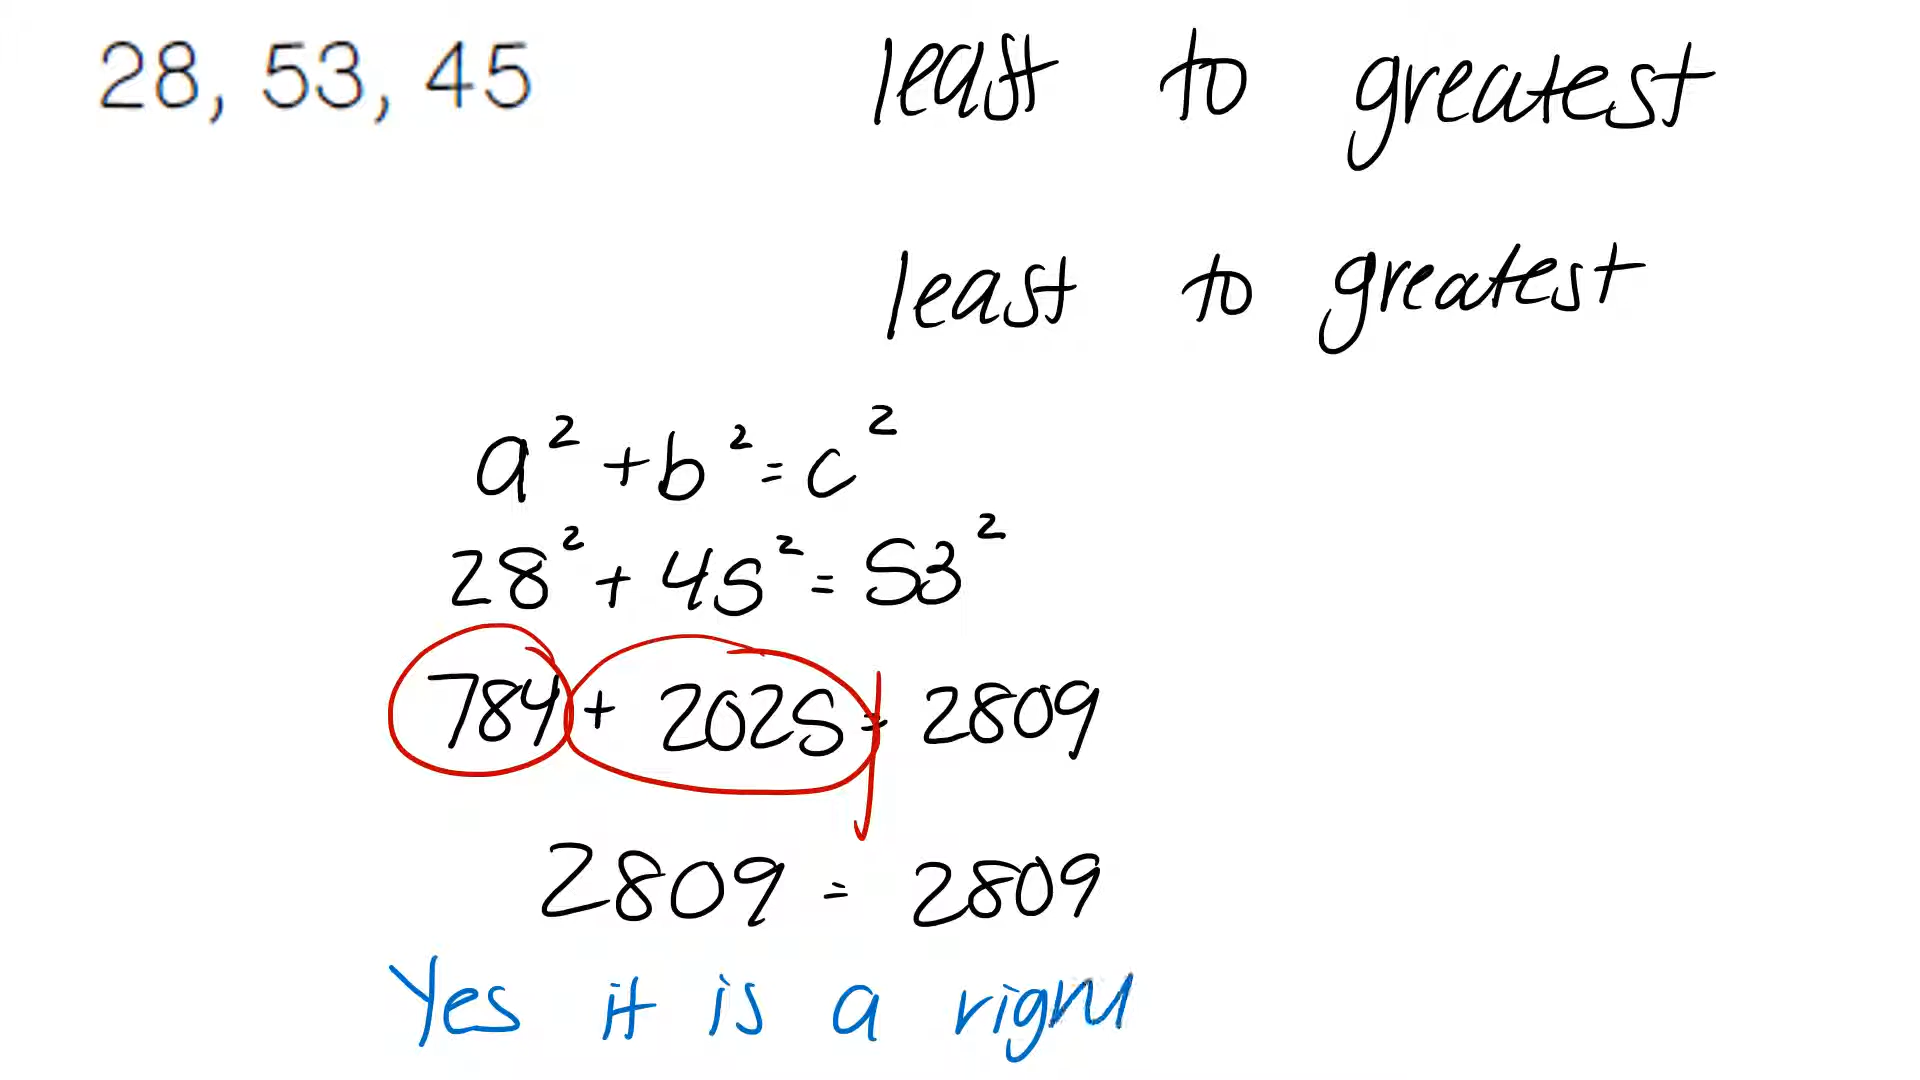 28, 53, 45
least to greatest
least to greatest
a² + b² = c²
28² + 45² = 53²
784 + 2025 = 2809
2809 = 2809
Yes it is a